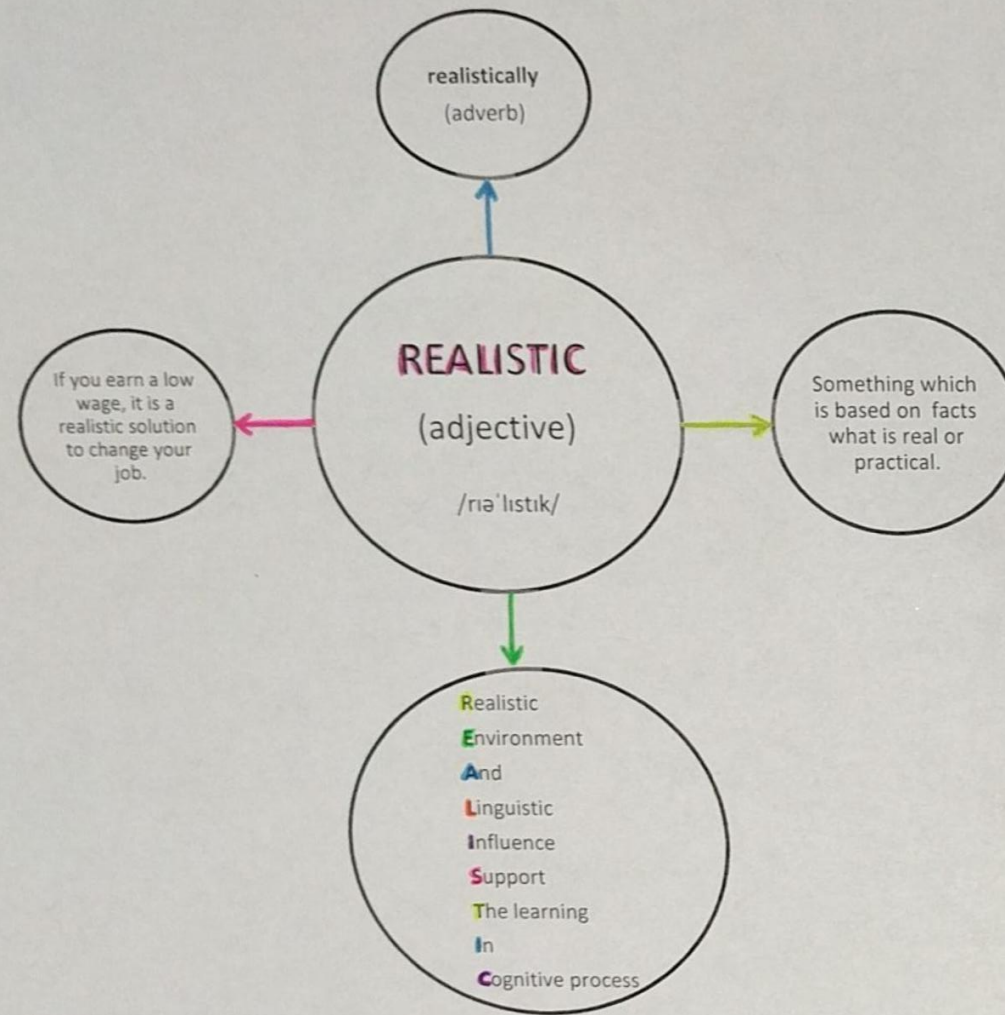 realistically
(adverb)
REALISTIC
(adjective)
/rɪəˈlɪstɪk/
If you earn a low
wage, it is a
realistic solution
to change your
job.
Something which
is based on facts
what is real or
practical.
Realistic
Environment
And
Linguistic
Influence
Support
The learning
In
Cognitive process